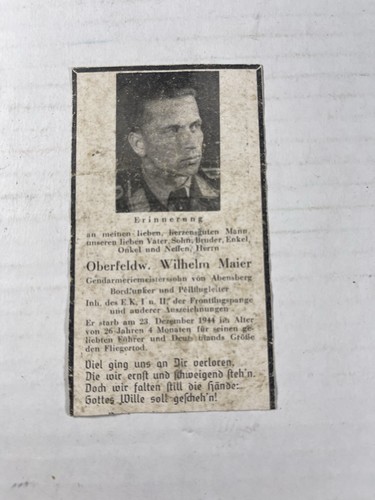 Erinnerung
an meinen lieben, herzensguten Mann,
unseren lieben Vater, Sohn, Bruder, Enkel,
Onkel und Neffen, Herrn
Oberfeldw. Wilhelm Maier
Gendarmeriemeisterssohn von Abensberg
Bordfunker und Peilflugleiter
Inh. des E.K. I u. II, der Frontflugspange
und anderer Auszeichnungen
Er starb am 23. Dezember 1944 im Alter
von 26 Jahren 4 Monaten für seinen ge-
liebten Führer und Deutschlands Größe
den Fliegertod.
Viel ging uns an Dir verloren,
Die wir ernst und schweigend steh'n.
Doch wir falten still die Hände:
Gottes Wille soll gescheh'n!